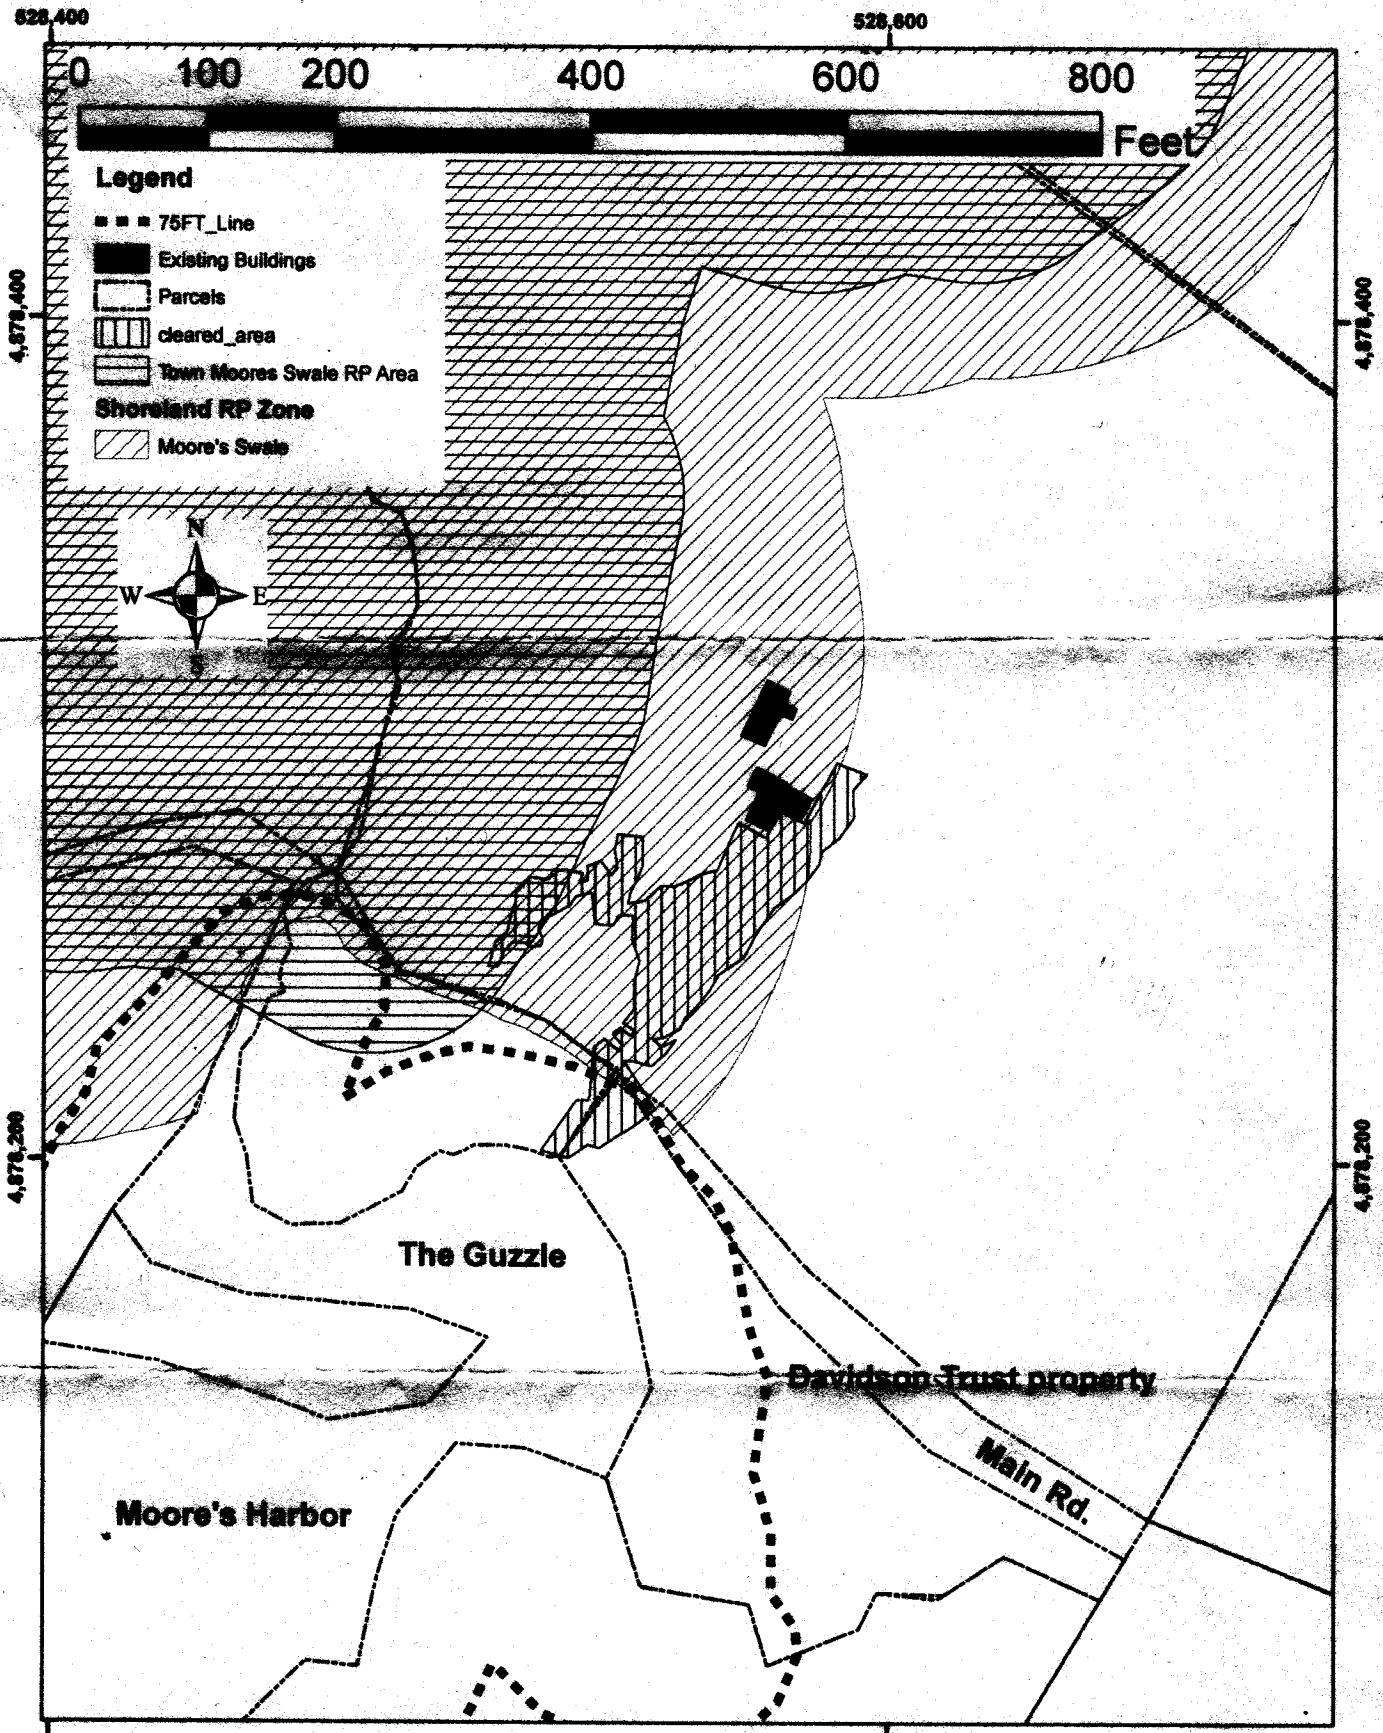 528,400
528,600
0 100 200 400 600 800
Feet
Legend
75FT_Line
Existing Buildings
Parcels
cleared_area
Town Moores Swale RP Area
Shoreland RP Zone
Moore's Swale
4,878,400
4,878,400
N
W E
S
4,878,200
4,878,200
The Guzzle
Davidson Trust property
Main Rd.
Moore's Harbor